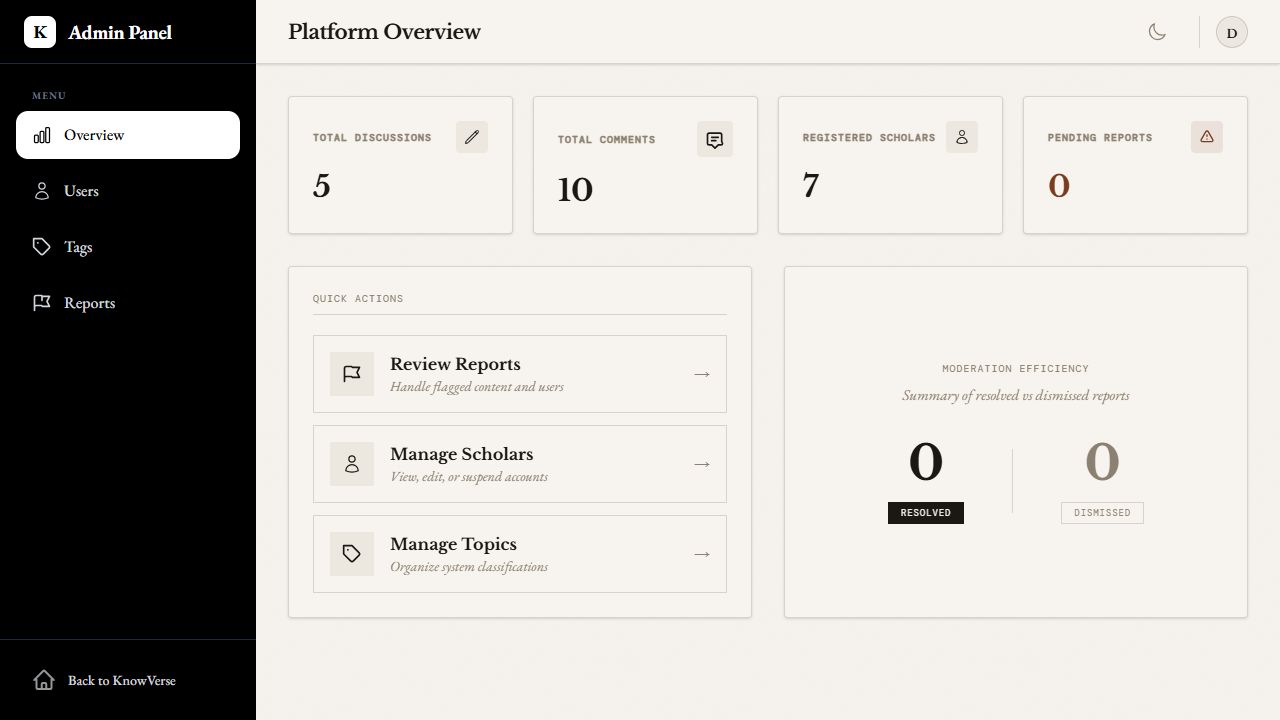 K
Admin Panel
MENU
Overview
Users
Tags
Reports
Back to KnowVerse
Platform Overview
D
TOTAL DISCUSSIONS
5
TOTAL COMMENTS
10
REGISTERED SCHOLARS
7
PENDING REPORTS
0
QUICK ACTIONS
Review Reports
Handle flagged content and users
→
Manage Scholars
View, edit, or suspend accounts
→
Manage Topics
Organize system classifications
→
MODERATION EFFICIENCY
Summary of resolved vs dismissed reports
0
RESOLVED
0
DISMISSED